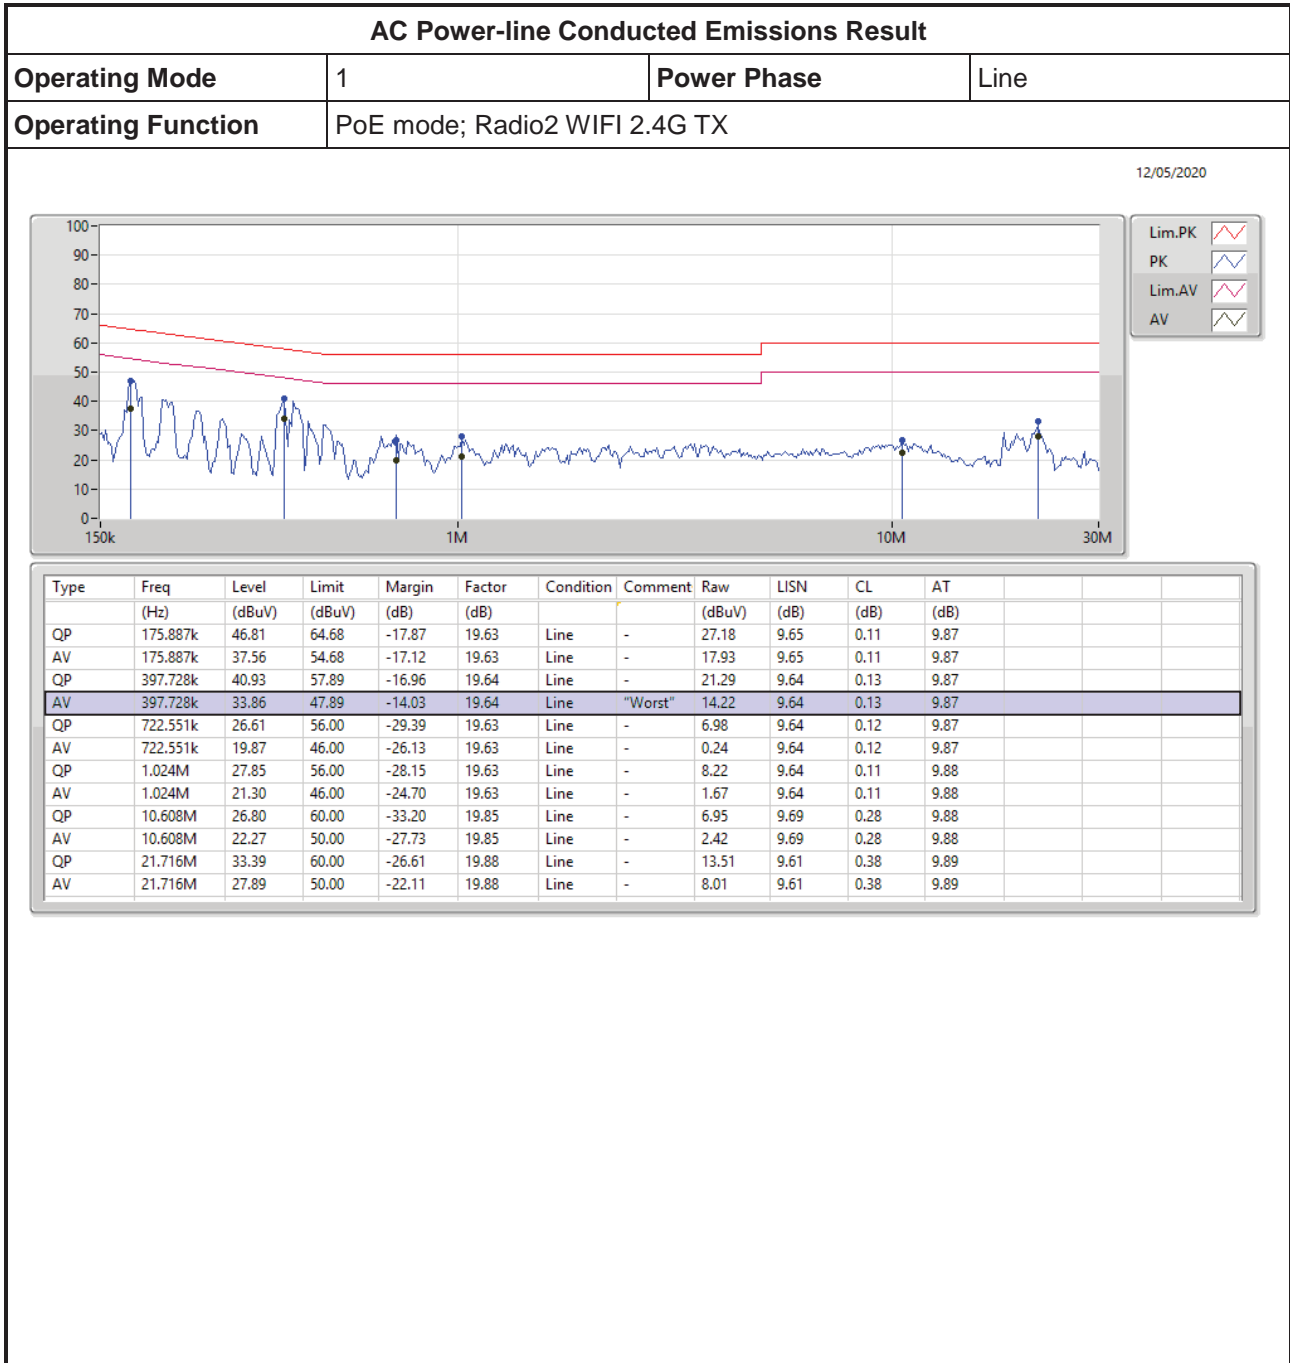 AC Power-line Conducted Emissions Result
Operating Mode 1 Power Phase Line
Operating Function PoE mode; Radio2 WIFI 2.4G TX
12/05/2020
100
90
80
70
60
50
40
30
20
10
0
150k 1M 10M 30M
Lim.PK
PK
Lim.AV
AV
Type Freq Level Limit Margin Factor Condition Comment Raw LISN CL AT
(Hz) (dBuV) (dBuV) (dB) (dB) (dBuV) (dB) (dB) (dB)
QP 175.887k 46.81 64.68 -17.87 19.63 Line - 27.18 9.65 0.11 9.87
AV 175.887k 37.56 54.68 -17.12 19.63 Line - 17.93 9.65 0.11 9.87
QP 397.728k 40.93 57.89 -16.96 19.64 Line - 21.29 9.64 0.13 9.87
AV 397.728k 33.86 47.89 -14.03 19.64 Line "Worst" 14.22 9.64 0.13 9.87
QP 722.551k 26.61 56.00 -29.39 19.63 Line - 6.98 9.64 0.12 9.87
AV 722.551k 19.87 46.00 -26.13 19.63 Line - 0.24 9.64 0.12 9.87
QP 1.024M 27.85 56.00 -28.15 19.63 Line - 8.22 9.64 0.11 9.88
AV 1.024M 21.30 46.00 -24.70 19.63 Line - 1.67 9.64 0.11 9.88
QP 10.608M 26.80 60.00 -33.20 19.85 Line - 6.95 9.69 0.28 9.88
AV 10.608M 22.27 50.00 -27.73 19.85 Line - 2.42 9.69 0.28 9.88
QP 21.716M 33.39 60.00 -26.61 19.88 Line - 13.51 9.61 0.38 9.89
AV 21.716M 27.89 50.00 -22.11 19.88 Line - 8.01 9.61 0.38 9.89